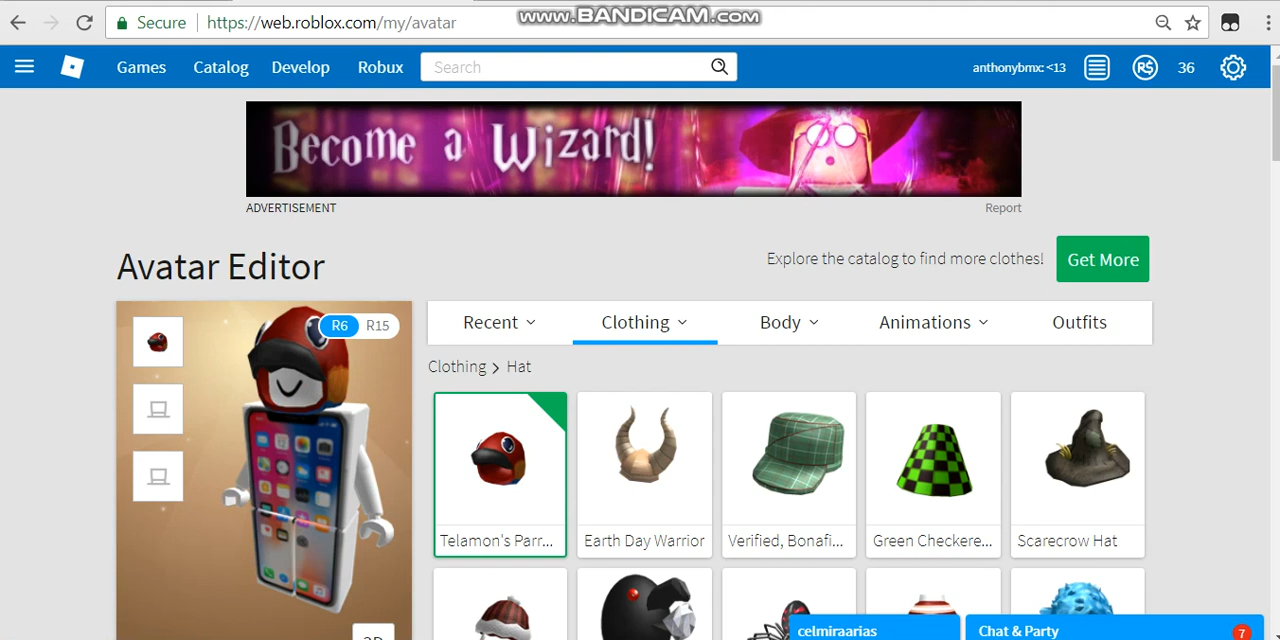 www.BANDICAM.com
Secure
https://web.roblox.com/my/avatar
Games
Catalog
Develop
Robux
Search
anthonybmx: <13
R$
36
Become a Wizard!
ADVERTISEMENT
Report
Avatar Editor
Explore the catalog to find more clothes!
Get More
R6
R15
Recent
Clothing
Body
Animations
Outfits
Clothing > Hat
Telamon's Parr...
Earth Day Warrior
Verified, Bonafi...
Green Checkere...
Scarecrow Hat
celmiraarias
Chat & Party
7